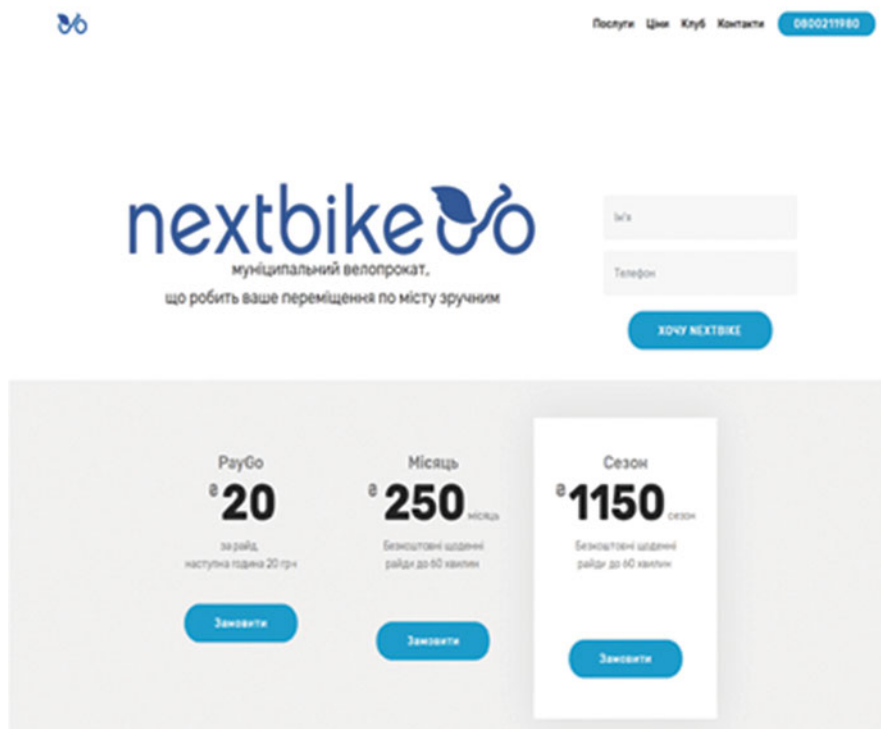 Послуги Ціни Клуб Контакти 0800211980
nextbike
муніципальний велопрокат,
що робить ваше переміщення по місту зручним
Ім'я
Телефон
ХОЧУ NEXTBIKE
PayGo
₴20
за райд,
наступна година 20 грн
Замовити
Місяць
₴250 місяць
Безкоштовні щоденні
райди до 60 хвилин
Замовити
Сезон
₴1150 сезон
Безкоштовні щоденні
райди до 60 хвилин
Замовити